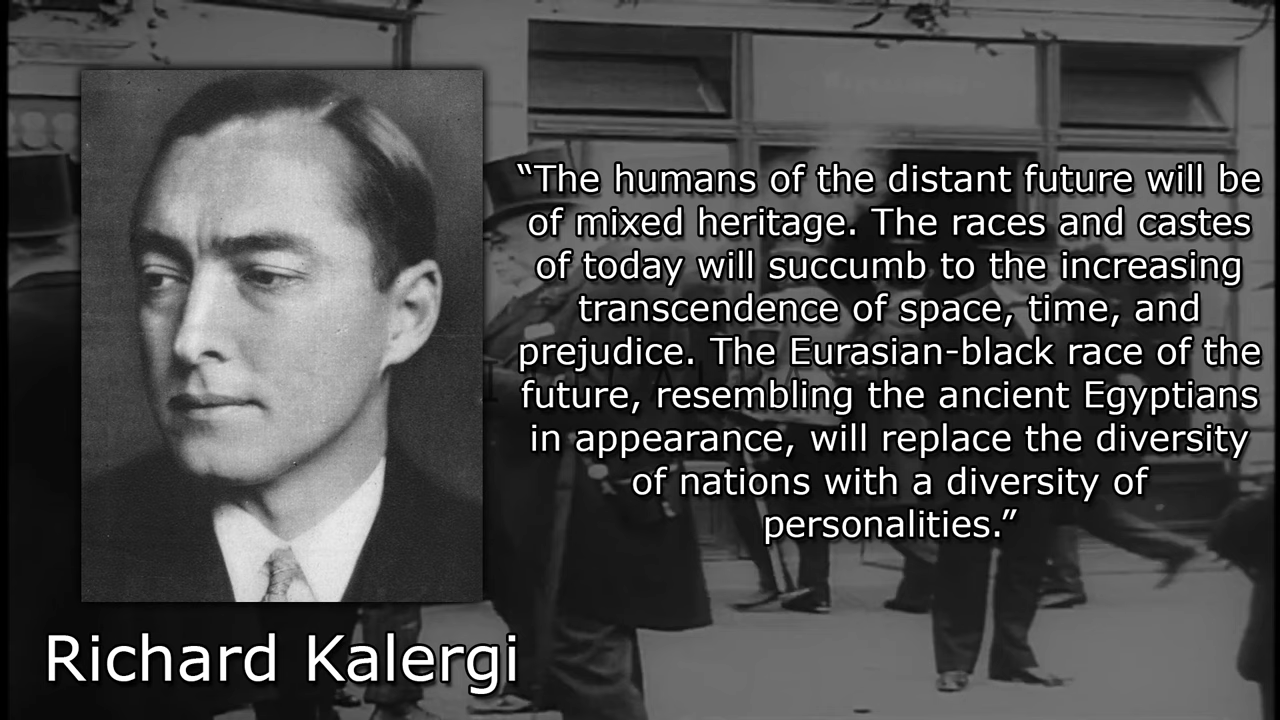 “The humans of the distant future will be
of mixed heritage. The races and castes
of today will succumb to the increasing
transcendence of space, time, and
prejudice. The Eurasian-black race of the
future, resembling the ancient Egyptians
in appearance, will replace the diversity
of nations with a diversity of
personalities.”
Richard Kalergi